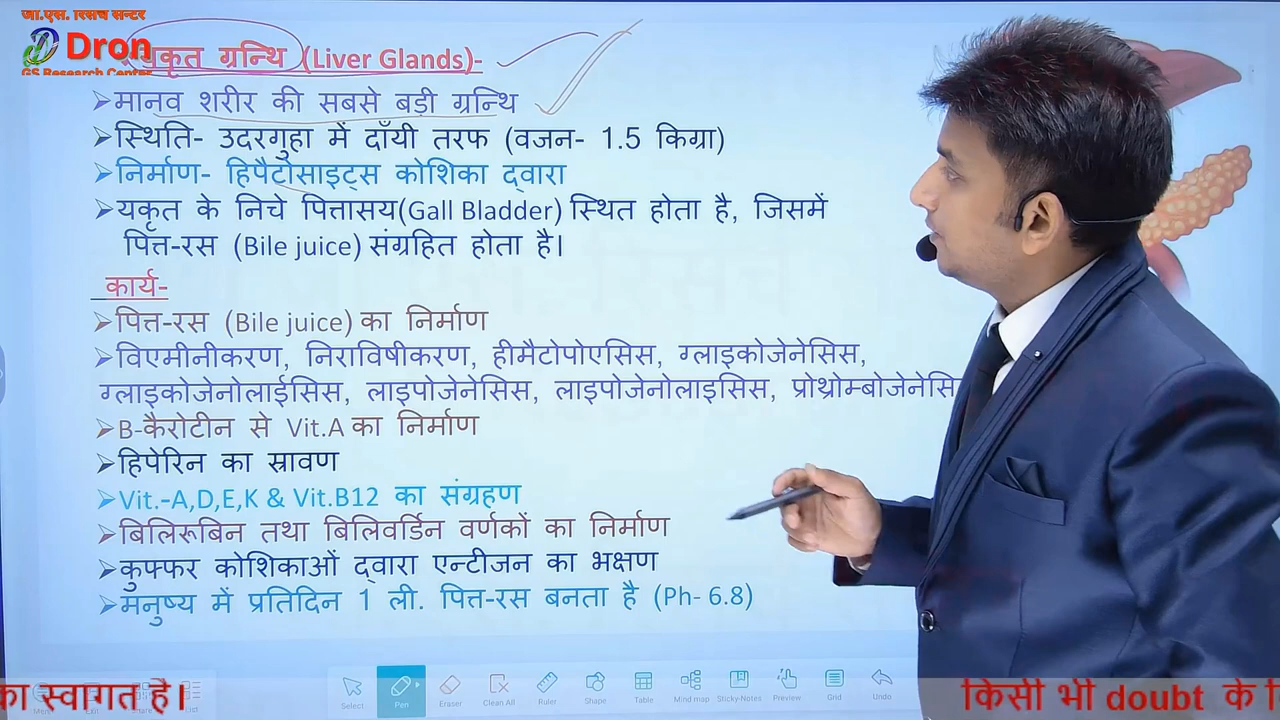 जी.एस. रिसर्च सेन्टर
Dron
GS Research Center
यकृत ग्रन्थि (Liver Glands)-
➢मानव शरीर की सबसे बड़ी ग्रन्थि
➢स्थिति- उदरगुहा में दाँयी तरफ (वजन- 1.5 किग्रा)
➢निर्माण- हिपैटोसाइट्स कोशिका द्वारा
➢यकृत के निचे पित्तासय(Gall Bladder) स्थित होता है, जिसमें
पित्त-रस (Bile juice) संग्रहित होता है।
कार्य-
➢पित्त-रस (Bile juice) का निर्माण
➢विएमीनीकरण, निराविषीकरण, हीमैटोपोएसिस, ग्लाइकोजेनेसिस,
ग्लाइकोजेनोलाईसिस, लाइपोजेनेसिस, लाइपोजेनोलाइसिस, प्रोथ्रोम्बोजेनेसि
➢B-कैरोटीन से Vit.A का निर्माण
➢हिपेरिन का स्रावण
➢Vit.-A,D,E,K & Vit.B12 का संग्रहण
➢बिलिरूबिन तथा बिलिवर्डिन वर्णकों का निर्माण
➢कुफ्फर कोशिकाओं द्वारा एन्टीजन का भक्षण
➢मनुष्य में प्रतिदिन 1 ली. पित्त-रस बनता है (Ph- 6.8)
Select Pen Eraser Clean All Ruler Shape Table Mind map Sticky-Notes Preview Grid Undo
का स्वागत है। किसी भी doubt के